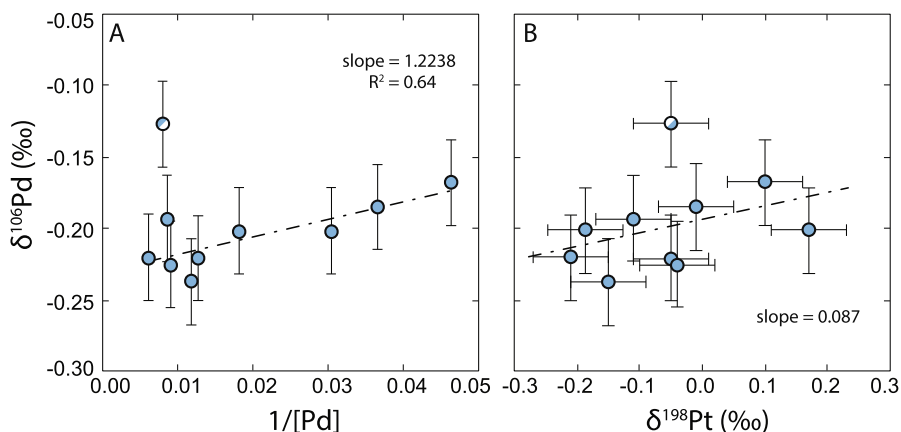 A
slope = 1.2238
R² = 0.64
-0.05
-0.10
-0.15
-0.20
-0.25
-0.30
δ¹⁰⁶Pd (‰)
0.00
0.01
0.02
0.03
0.04
0.05
1/[Pd]
B
slope = 0.087
-0.3
-0.2
-0.1
0.0
0.1
0.2
0.3
δ¹⁹⁸Pt (‰)